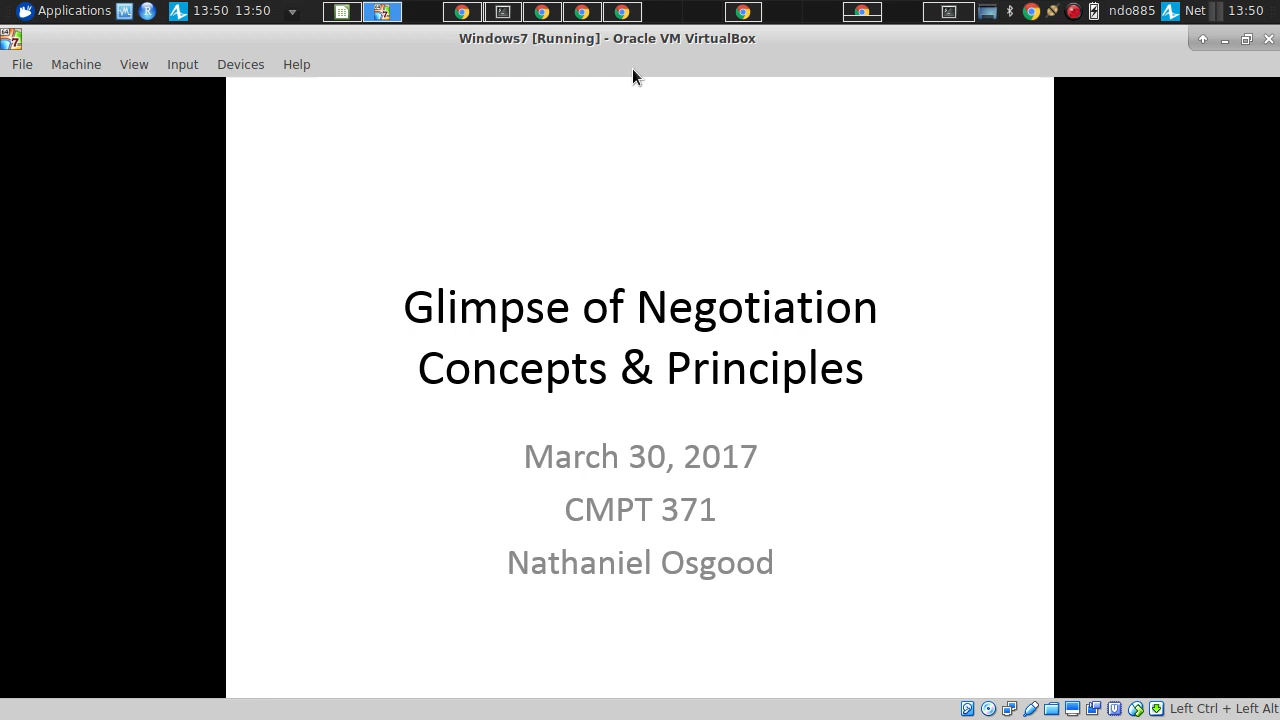 Applications 13:50 13:50 ndo885 Net 13:50
Windows7 [Running] - Oracle VM VirtualBox
File Machine View Input Devices Help
Glimpse of Negotiation
Concepts & Principles
March 30, 2017
CMPT 371
Nathaniel Osgood
Left Ctrl + Left Alt